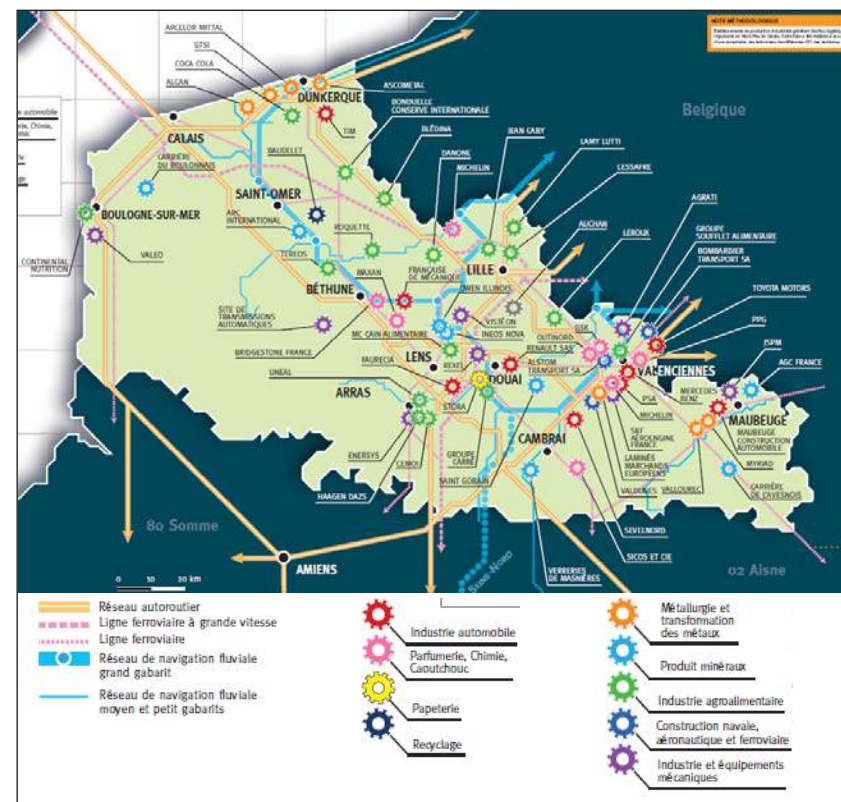 NOTE MÉTHODOLOGIQUE
ARCELOR MITTAL
GTSI
COCA COLA
ALCAN
DUNKERQUE
ASCOMETAL
BONDUELLE
CONSERVE INTERNATIONALE
Belgique
TIM
BLÉDINA
JEAN CABY
LAMY LUTTI
CALAIS
BAUDELET
DANONE
MICHELIN
LESSAFRE
CARRIÈRE
DU BOULONNAIS
SAINT-OMER
AGRATI
BOULOGNE-SUR-MER
ARC
INTERNATIONAL
ROQUETTE
AUCHAN
GROUPE
SOUFFLET ALIMENTAIRE
LEROUX
BOMBARDIER
TRANSPORT SA
VALEO
CONTINENTAL
NUTRITION
TEREOS
MAXAN
FRANÇAISE
DE MÉCANIQUE
LILLE
TOYOTA MOTORS
BÉTHUNE
OWEN ILLINOIS
SITE DE
TRANSMISSIONS
AUTOMATIQUES
VISTÉON
GSK
PPG
MC CAIN ALIMENTAIRE
INEOS NOVA
OUTINORD
BRIDGESTONE FRANCE
RENAULT SAS
JSPM
LENS
REXEL
ALSTOM
TRANSPORT SA
VALENCIENNES
AGC FRANCE
FAURECIA
DOUAI
UNEAL
MERCEDES
BENZ
ARRAS
STORA
PSA
MAUBEUGE
MICHELIN
CAMBRAI
S&F
AÉROENGINE
FRANCE
MAUBEUGE
CONSTRUCTION
AUTOMOBILE
ENERSYS
GROUPE
CARRÉ
LAMINÉS
MARCHANDS
EUROPÉENS
MYRIAD
CEMOI
SAINT GOBAIN
VALDUNES
VALLOUREC
CARRIÈRE
DE L'AVESNOIS
HAAGEN DAZS
SEVELNORD
80 Somme
SICOS ET CIE
AMIENS
VERRERIES
DE MASNIÈRES
02 Aisne
0 10 20 km
Réseau autoroutier
Ligne ferroviaire à grande vitesse
Ligne ferroviaire
Réseau de navigation fluviale
grand gabarit
Réseau de navigation fluviale
moyen et petit gabarits
Industrie automobile
Parfumerie, Chimie,
Caoutchouc
Papeterie
Recyclage
Métallurgie et
transformation
des métaux
Produit minéraux
Industrie agroalimentaire
Construction navale,
aéronautique et ferroviaire
Industrie et équipements
mécaniques